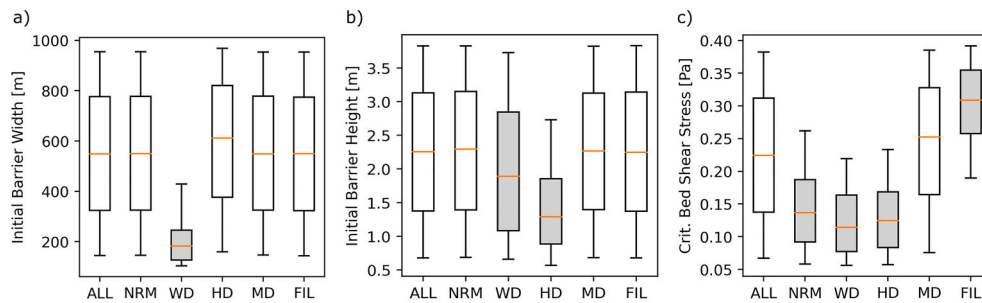 a)
Initial Barrier Width [m]
1000
800
600
400
200
ALL NRM WD HD MD FIL
b)
Initial Barrier Height [m]
3.5
3.0
2.5
2.0
1.5
1.0
0.5
ALL NRM WD HD MD FIL
c)
Crit. Bed Shear Stress [Pa]
0.40
0.35
0.30
0.25
0.20
0.15
0.10
0.05
ALL NRM WD HD MD FIL